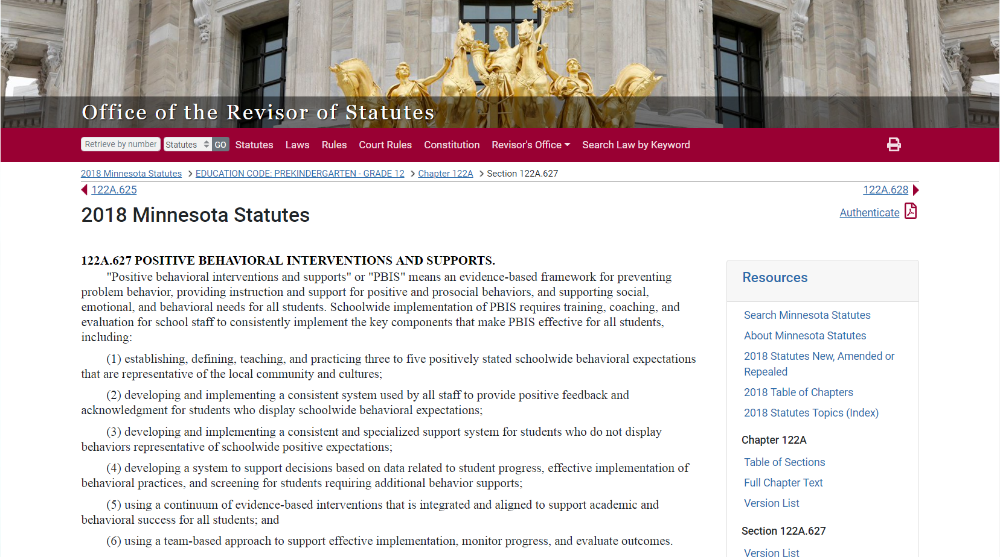 Office of the Revisor of Statutes
Retrieve by number Statutes GO Statutes Laws Rules Court Rules Constitution Revisor's Office Search Law by Keyword
2018 Minnesota Statutes > EDUCATION CODE: PREKINDERGARTEN - GRADE 12 > Chapter 122A > Section 122A.627
122A.625
122A.628
2018 Minnesota Statutes
Authenticate
122A.627 POSITIVE BEHAVIORAL INTERVENTIONS AND SUPPORTS.
"Positive behavioral interventions and supports" or "PBIS" means an evidence-based framework for preventing
problem behavior, providing instruction and support for positive and prosocial behaviors, and supporting social,
emotional, and behavioral needs for all students. Schoolwide implementation of PBIS requires training, coaching, and
evaluation for school staff to consistently implement the key components that make PBIS effective for all students,
including:
(1) establishing, defining, teaching, and practicing three to five positively stated schoolwide behavioral expectations
that are representative of the local community and cultures;
(2) developing and implementing a consistent system used by all staff to provide positive feedback and
acknowledgment for students who display schoolwide behavioral expectations;
(3) developing and implementing a consistent and specialized support system for students who do not display
behaviors representative of schoolwide positive expectations;
(4) developing a system to support decisions based on data related to student progress, effective implementation of
behavioral practices, and screening for students requiring additional behavior supports;
(5) using a continuum of evidence-based interventions that is integrated and aligned to support academic and
behavioral success for all students; and
(6) using a team-based approach to support effective implementation, monitor progress, and evaluate outcomes.
Resources
Search Minnesota Statutes
About Minnesota Statutes
2018 Statutes New, Amended or
Repealed
2018 Table of Chapters
2018 Statutes Topics (Index)
Chapter 122A
Table of Sections
Full Chapter Text
Version List
Section 122A.627
Version List